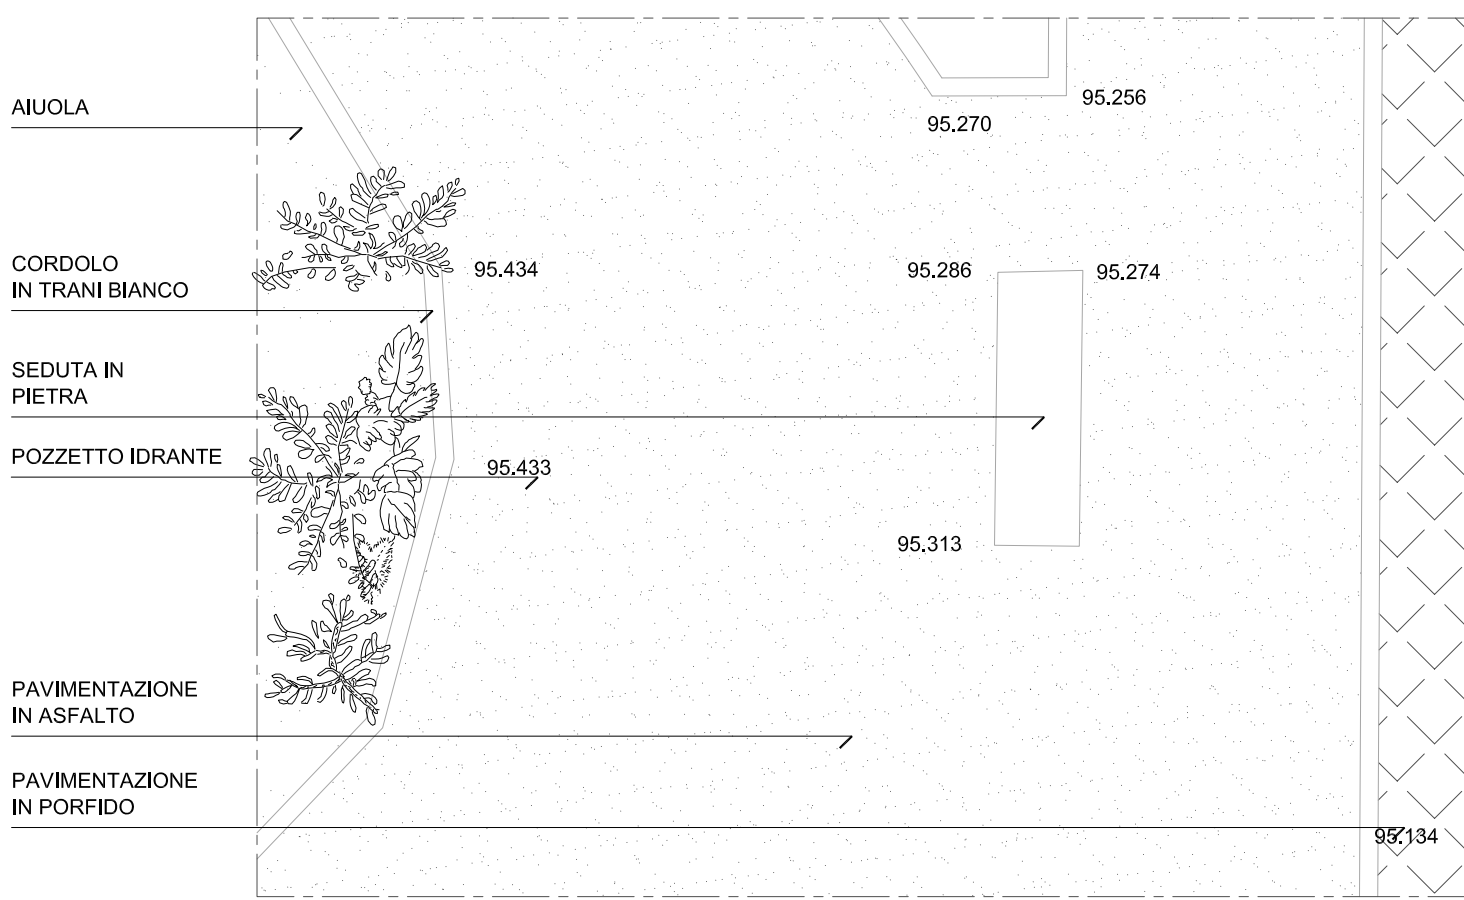 AIUOLA
CORDOLO
IN TRANI BIANCO
SEDUTA IN
PIETRA
POZZETTO IDRANTE
PAVIMENTAZIONE
IN ASFALTO
PAVIMENTAZIONE
IN PORFIDO
95.256
95.270
95.434
95.286
95.274
95.433
95.313
95.134